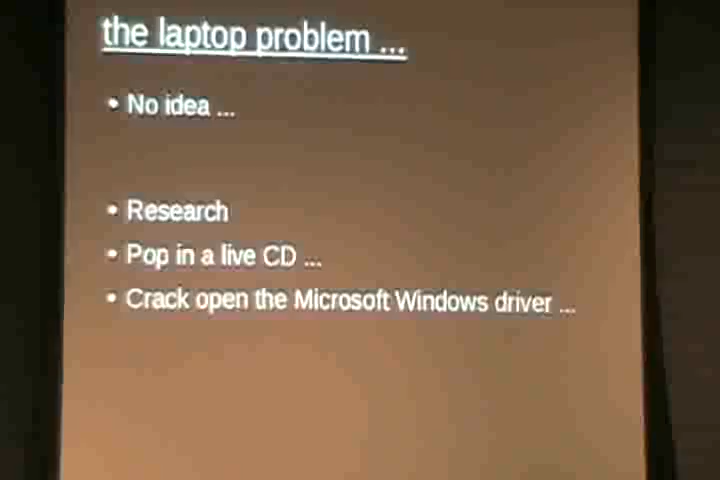 the laptop problem ...
• No idea ...
• Research
• Pop in a live CD ...
• Crack open the Microsoft Windows driver ...